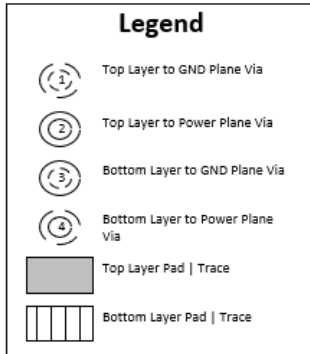 Legend
1 Top Layer to GND Plane Via
2 Top Layer to Power Plane Via
3 Bottom Layer to GND Plane Via
4 Bottom Layer to Power Plane
Via
Top Layer Pad | Trace
Bottom Layer Pad | Trace